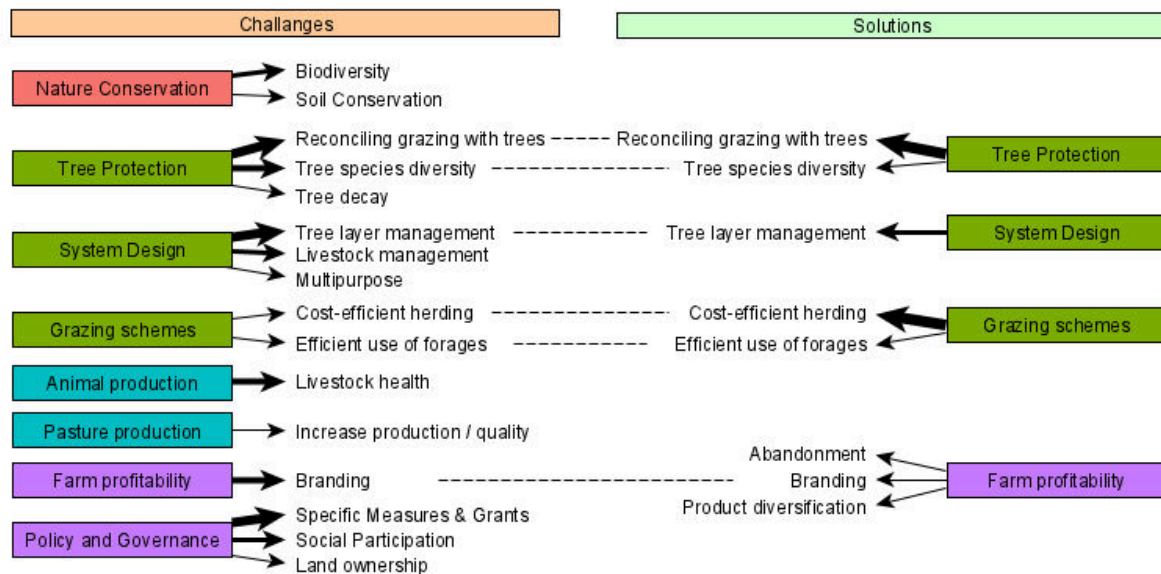 Challanges
Solutions
Nature Conservation
Biodiversity
Soil Conservation
Tree Protection
Reconciling grazing with trees
Reconciling grazing with trees
Tree Protection
Tree species diversity
Tree species diversity
Tree decay
System Design
Tree layer management
Tree layer management
System Design
Livestock management
Multipurpose
Grazing schemes
Cost-efficient herding
Cost-efficient herding
Grazing schemes
Efficient use of forages
Efficient use of forages
Animal production
Livestock health
Pasture production
Increase production / quality
Farm profitability
Branding
Abandonment
Branding
Product diversification
Farm profitability
Policy and Governance
Specific Measures & Grants
Social Participation
Land ownership